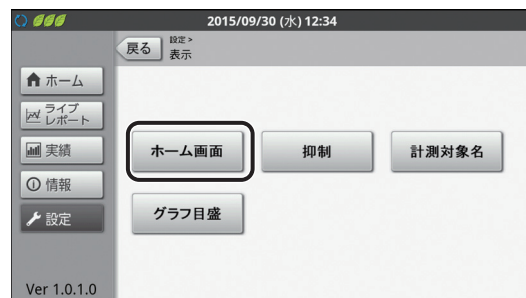 2015/09/30 (水) 12:34
戻る
設定 >
表示
ホーム
ライブ
レポート
実績
情報
設定
ホーム画面
抑制
計測対象名
グラフ目盛
Ver 1.0.1.0